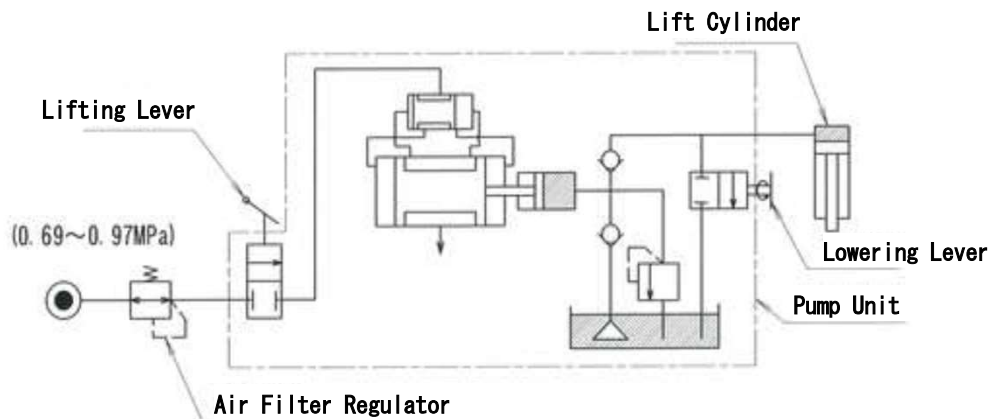 Lift Cylinder
Lifting Lever
(0.69～0.97MPa)
Lowering Lever
Pump Unit
Air Filter Regulator